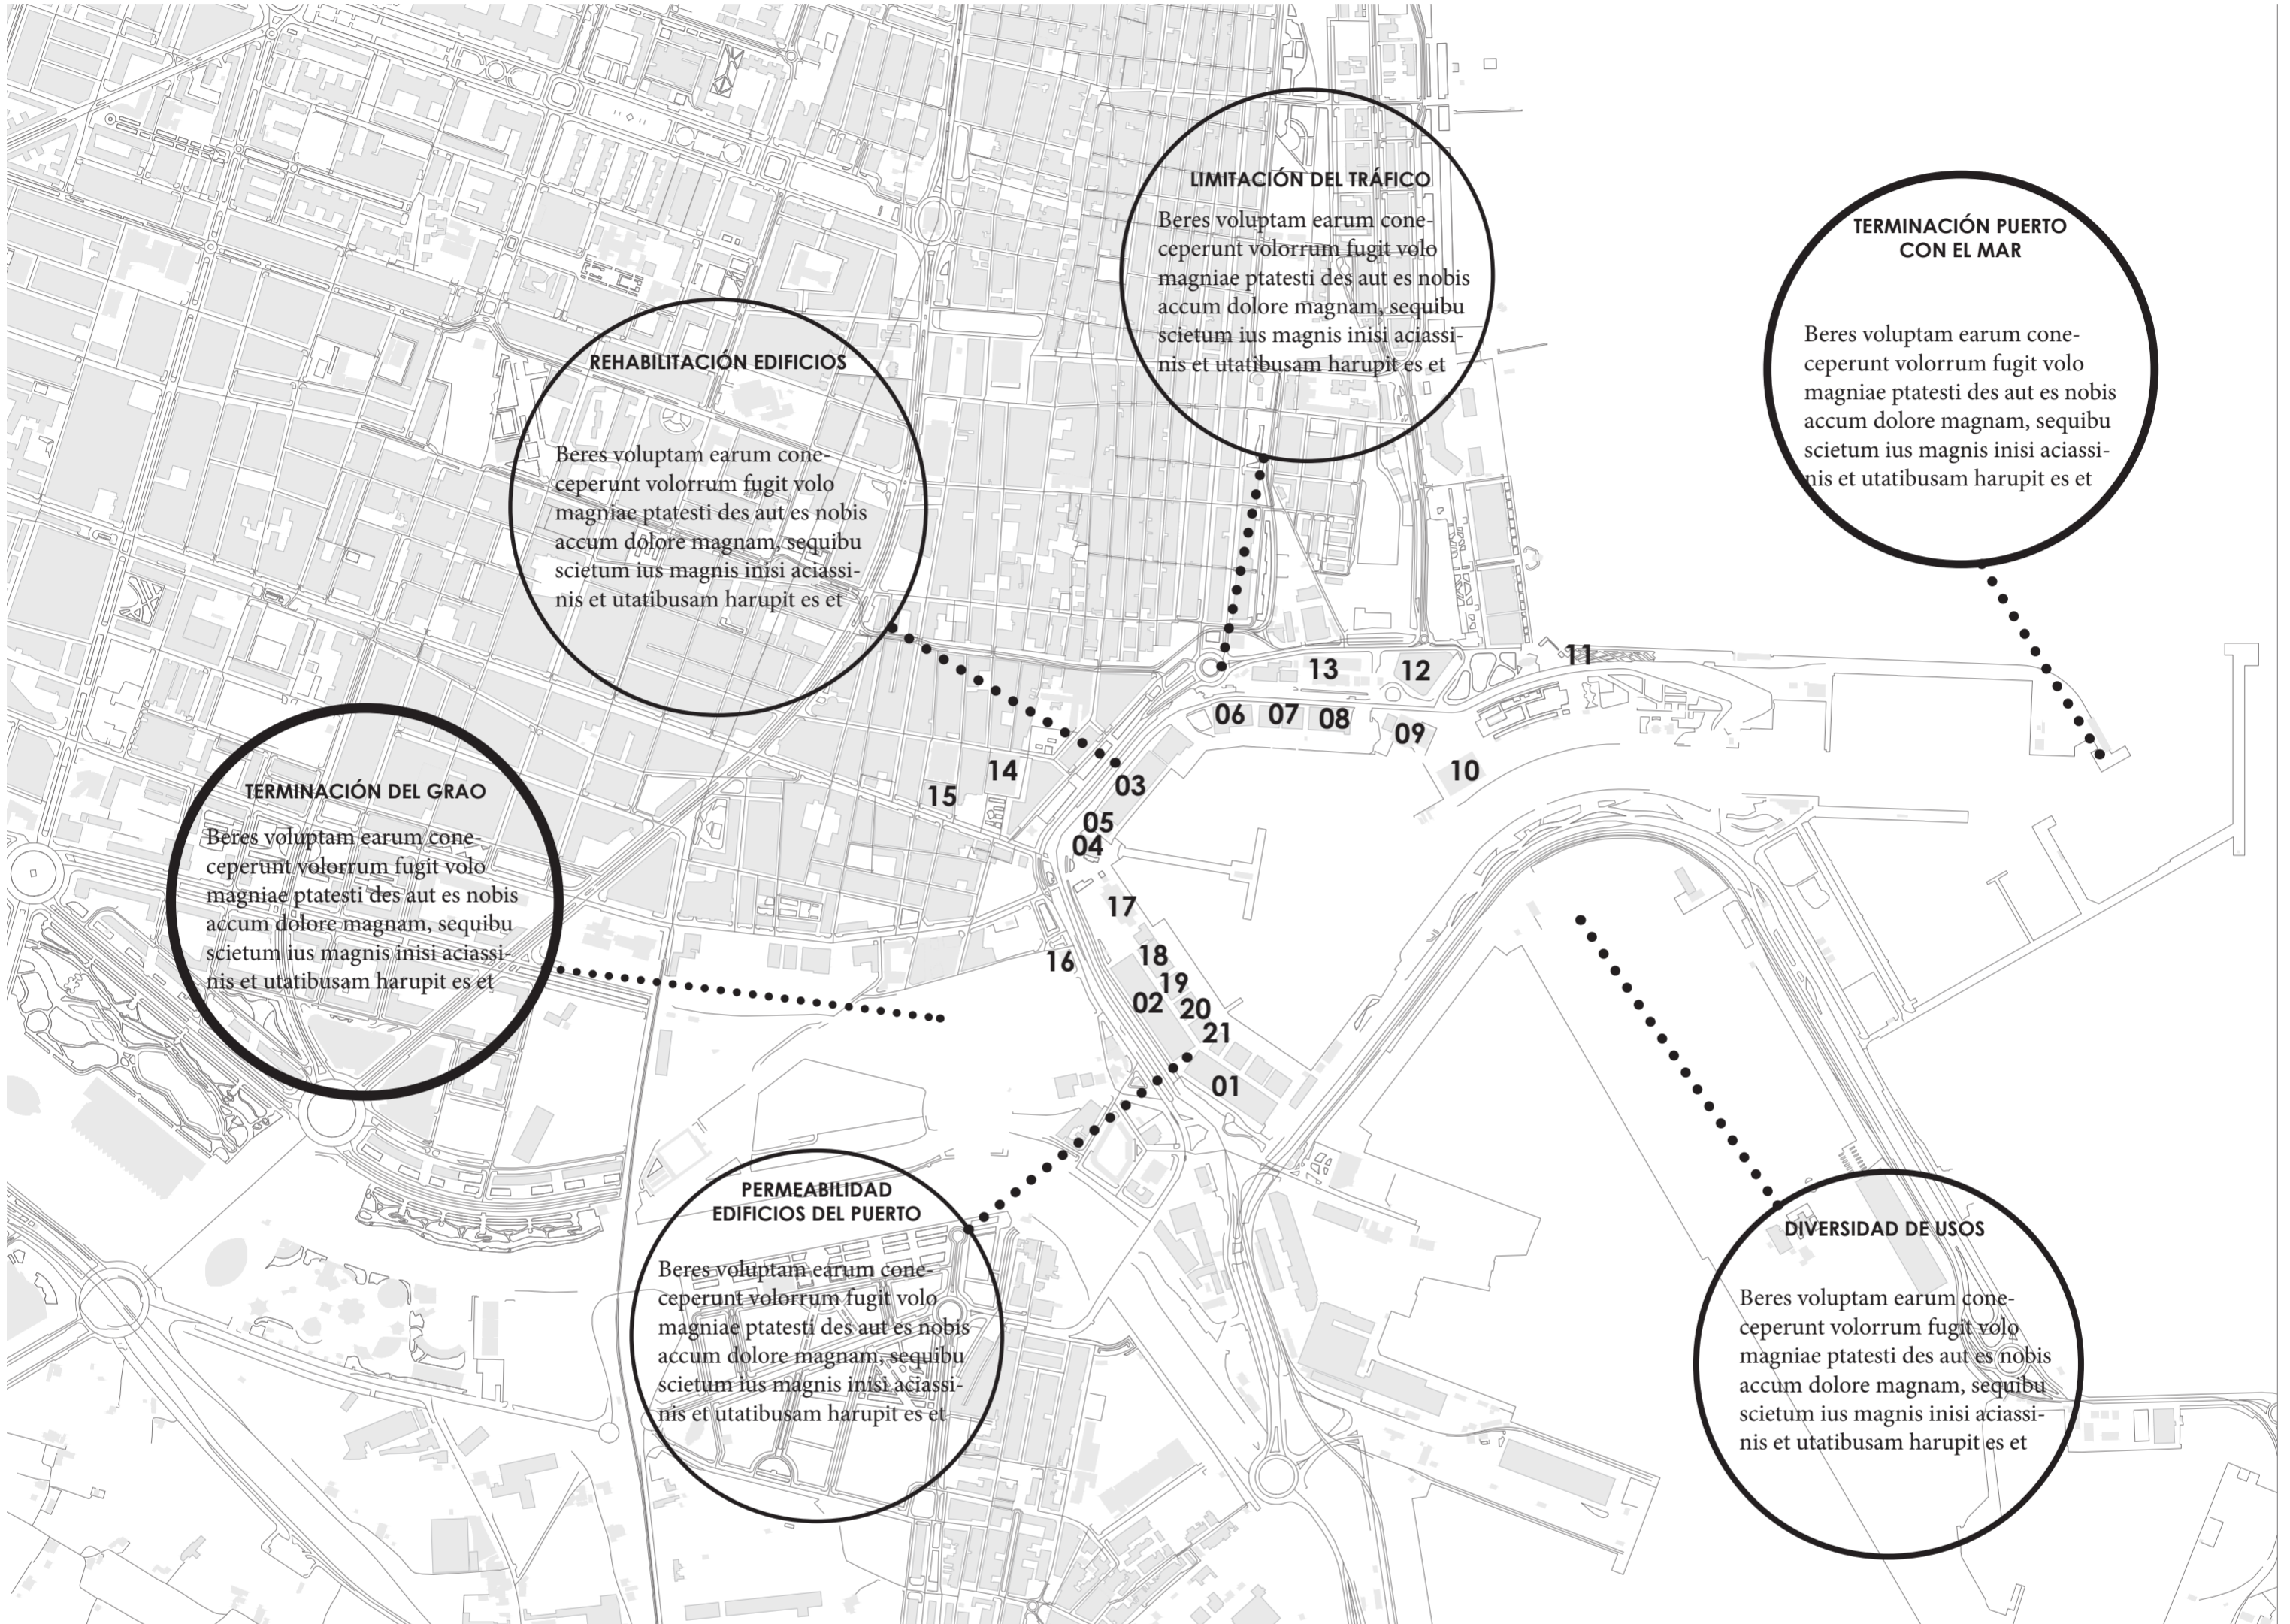 LIMITACIÓN DEL TRÁFICO
Beres voluptam earum cone-
ceperunt volorrum fugit volo
magniae ptatesti des aut es nobis
accum dolore magnam, sequibu
scietum ius magnis inisi aciassi-
nis et utatibusam harupit es et
TERMINACIÓN PUERTO
CON EL MAR
Beres voluptam earum cone-
ceperunt volorrum fugit volo
magniae ptatesti des aut es nobis
accum dolore magnam, sequibu
scietum ius magnis inisi aciassi-
nis et utatibusam harupit es et
REHABILITACIÓN EDIFICIOS
Beres voluptam earum cone-
ceperunt volorrum fugit volo
magniae ptatesti des aut es nobis
accum dolore magnam, sequibu
scietum ius magnis inisi aciassi-
nis et utatibusam harupit es et
11
13
12
06
07
08
09
10
14
03
15
05
04
TERMINACIÓN DEL GRAO
Beres voluptam earum cone-
ceperunt volorrum fugit volo
magniae ptatesti des aut es nobis
accum dolore magnam, sequibu
scietum ius magnis inisi aciassi-
nis et utatibusam harupit es et
17
18
16
19
02
20
21
01
PERMEABILIDAD
EDIFICIOS DEL PUERTO
Beres voluptam earum cone-
ceperunt volorrum fugit volo
magniae ptatesti des aut es nobis
accum dolore magnam, sequibu
scietum ius magnis inisi aciassi-
nis et utatibusam harupit es et
DIVERSIDAD DE USOS
Beres voluptam earum cone-
ceperunt volorrum fugit volo
magniae ptatesti des aut es nobis
accum dolore magnam, sequibu
scietum ius magnis inisi aciassi-
nis et utatibusam harupit es et